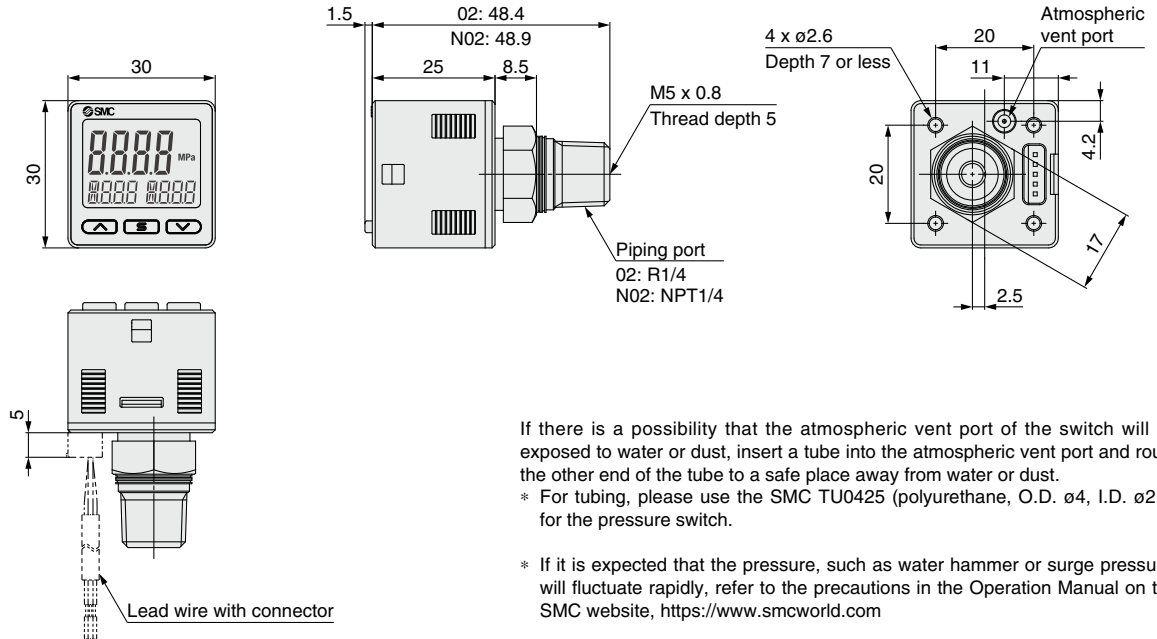 1.5
02: 48.4
N02: 48.9
25
8.5
M5 x 0.8
Thread depth 5
Piping port
02: R1/4
N02: NPT1/4
30
30
SMC
8.8.8.8
MPa
4 x ø2.6
Depth 7 or less
20
Atmospheric
vent port
11
4.2
20
17
2.5
S
5
Lead wire with connector
If there is a possibility that the atmospheric vent port of the switch will
exposed to water or dust, insert a tube into the atmospheric vent port and rou
the other end of the tube to a safe place away from water or dust.
* For tubing, please use the SMC TU0425 (polyurethane, O.D. ø4, I.D. ø2
for the pressure switch.
* If it is expected that the pressure, such as water hammer or surge pressu
will fluctuate rapidly, refer to the precautions in the Operation Manual on t
SMC website, https://www.smcworld.com